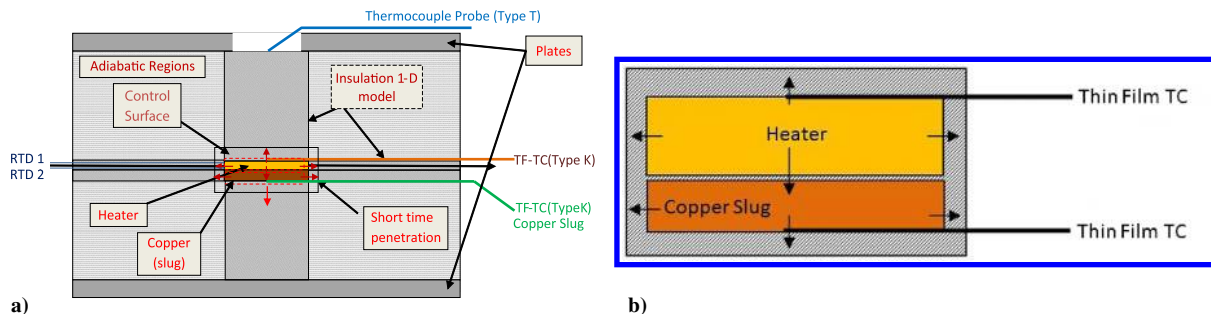 Thermocouple Probe (Type T)
Plates
Adiabatic Regions
Insulation 1-D
model
Control
Surface
RTD 1
RTD 2
TF-TC(Type K)
Heater
Copper
(slug)
Short time
penetration
TF-TC(TypeK)
Copper Slug
a)
Heater
Thin Film TC
Copper Slug
Thin Film TC
b)